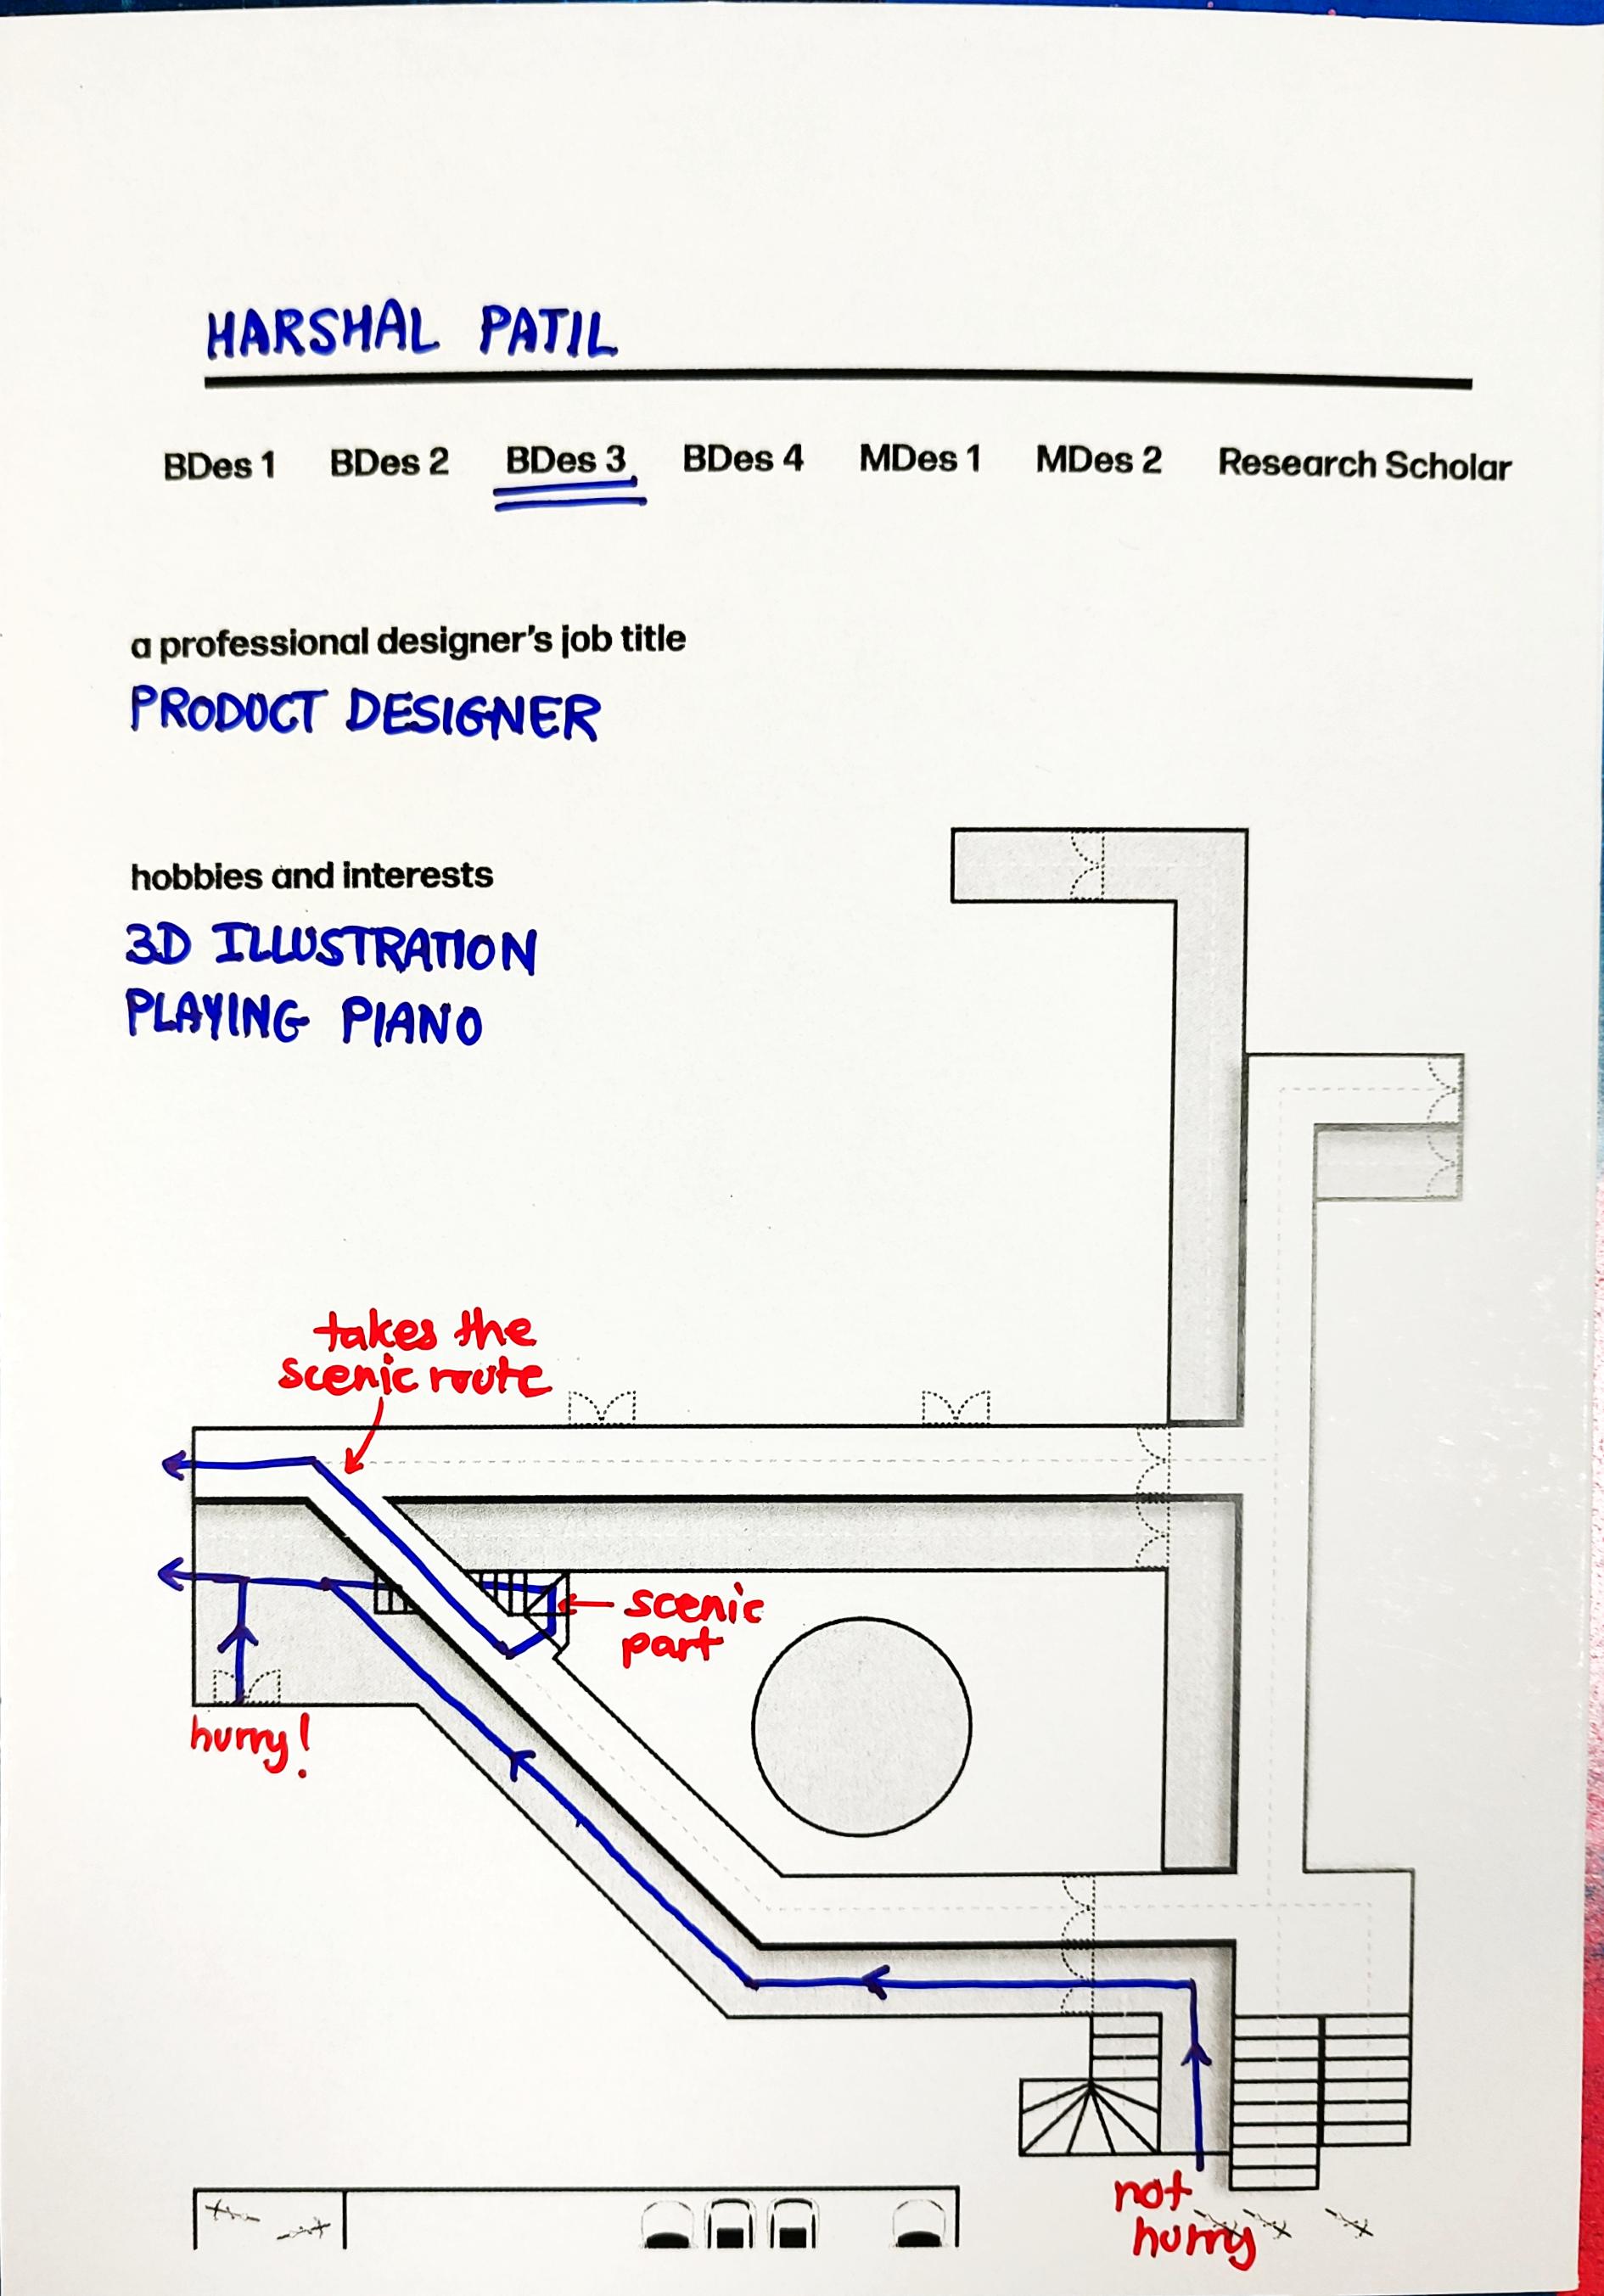 HARSHAL PATIL
BDes 1 BDes 2 BDes 3 BDes 4 MDes 1 MDes 2 Research Scholar
a professional designer's job title
PRODUCT DESIGNER
hobbies and interests
3D ILLUSTRATION
PLAYING PIANO
takes the
scenic route
scenic
part
hurry!
not
hurry